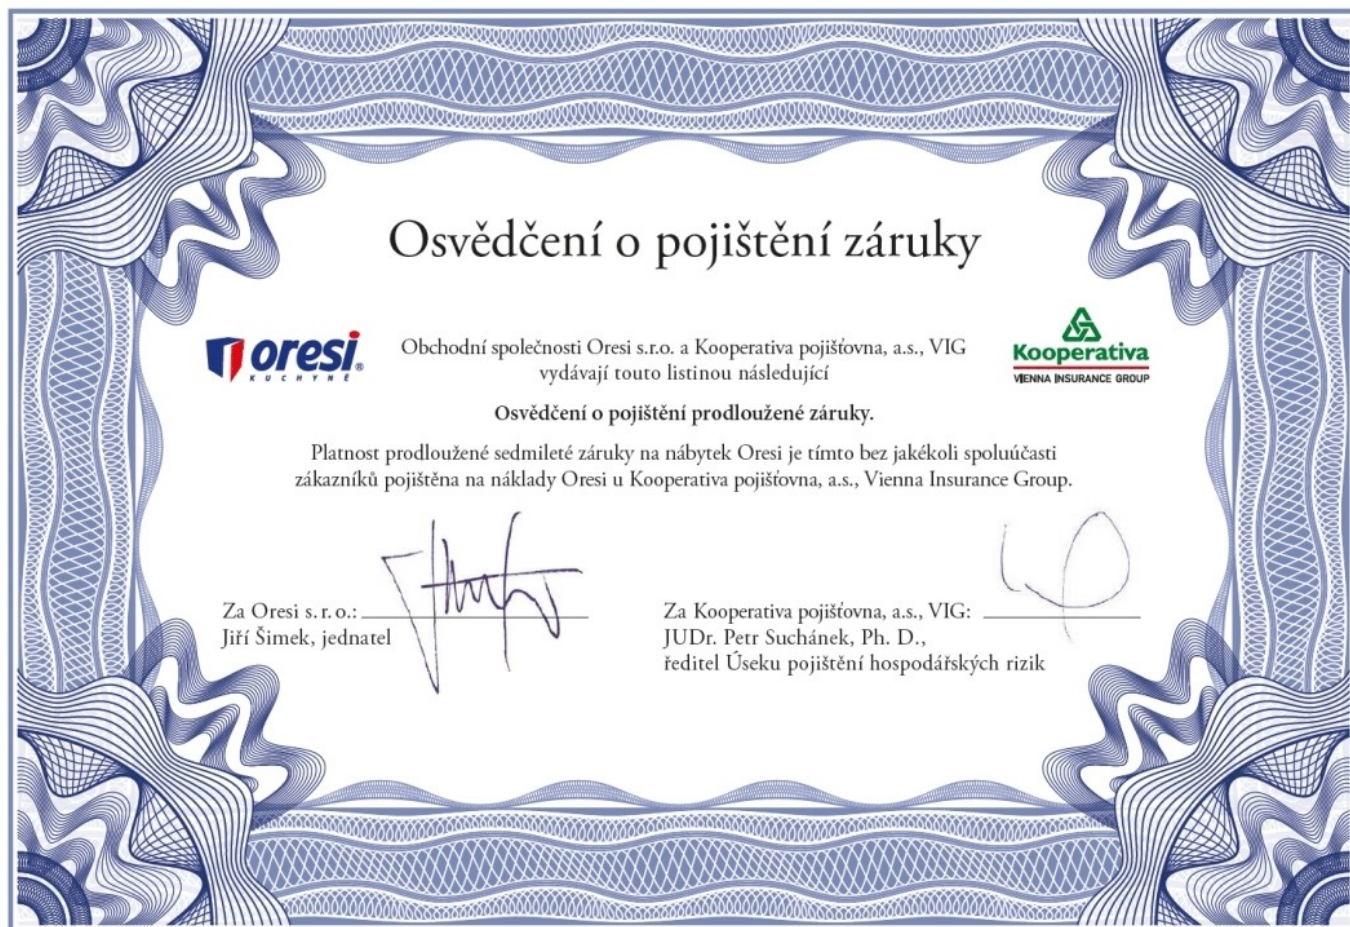 Osvědčení o pojištění záruky
oresi®
KUCHYNĚ
Obchodní společnosti Oresi s.r.o. a Kooperativa pojišťovna, a.s., VIG
vydávají touto listinou následující
Kooperativa
VIENNA INSURANCE GROUP
Osvědčení o pojištění prodloužené záruky.
Platnost prodloužené sedmileté záruky na nábytek Oresi je tímto bez jakékoli spoluúčasti
zákazníků pojištěna na náklady Oresi u Kooperativa pojišťovna, a.s., Vienna Insurance Group.
Za Oresi s. r. o.:
Jiří Šimek, jednatel
Za Kooperativa pojišťovna, a.s., VIG:
JUDr. Petr Suchánek, Ph. D.,
ředitel Úseku pojištění hospodářských rizik